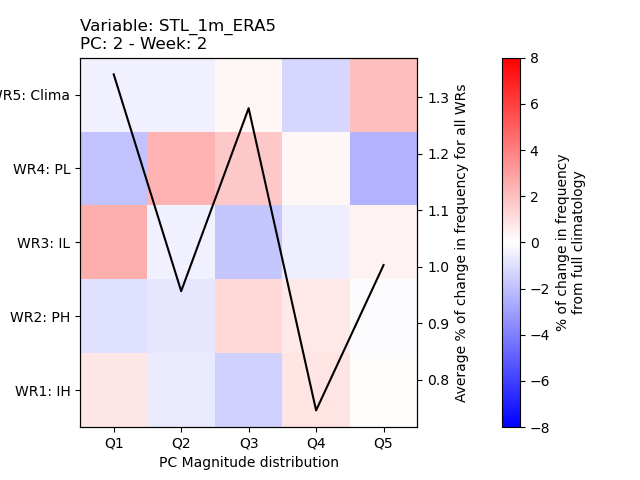 Variable: STL_1m_ERA5
PC: 2 - Week: 2
R5: Clima
WR4: PL
WR3: IL
WR2: PH
WR1: IH
Q1 Q2 Q3 Q4 Q5
PC Magnitude distribution
1.3
1.2
1.1
1.0
0.9
0.8
Average % of change in frequency for all WRs
8
6
4
2
0
−2
−4
−6
−8
% of change in frequency
from full climatology